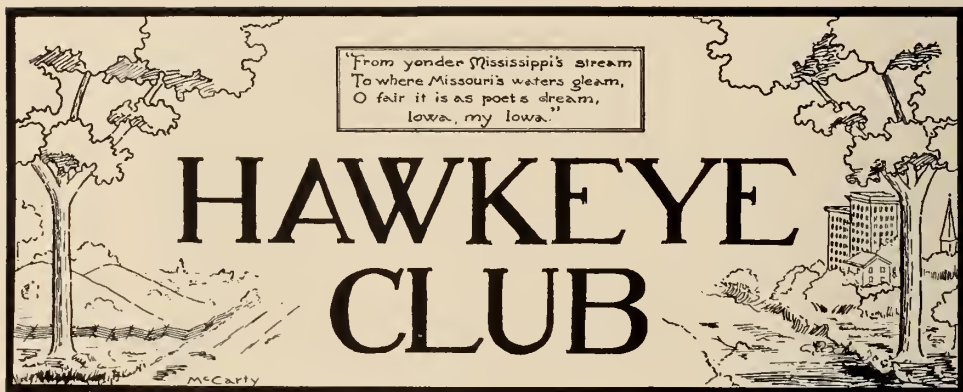 "From yonder Mississippi's stream
To where Missouri's waters gleam,
O fair it is as poets dream,
Iowa, my Iowa."
HAWKEYE
CLUB
McCarty